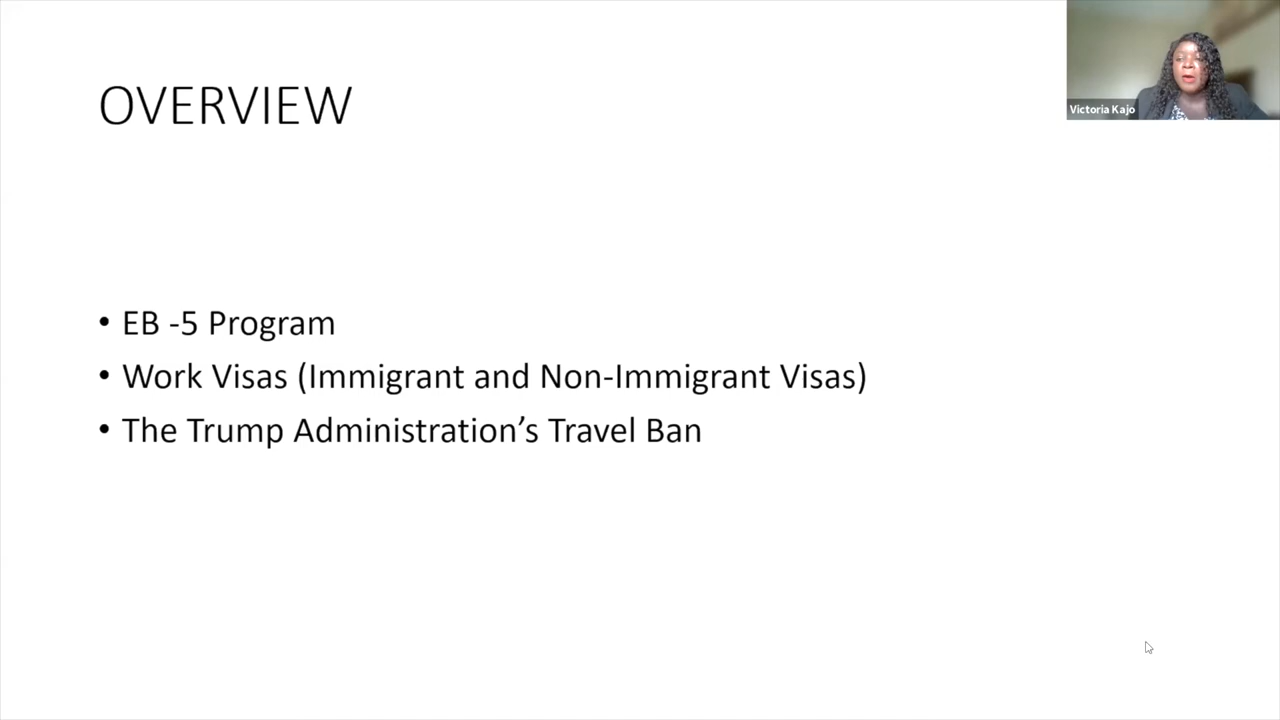 OVERVIEW
Victoria Kajo
• EB -5 Program
• Work Visas (Immigrant and Non-Immigrant Visas)
• The Trump Administration’s Travel Ban